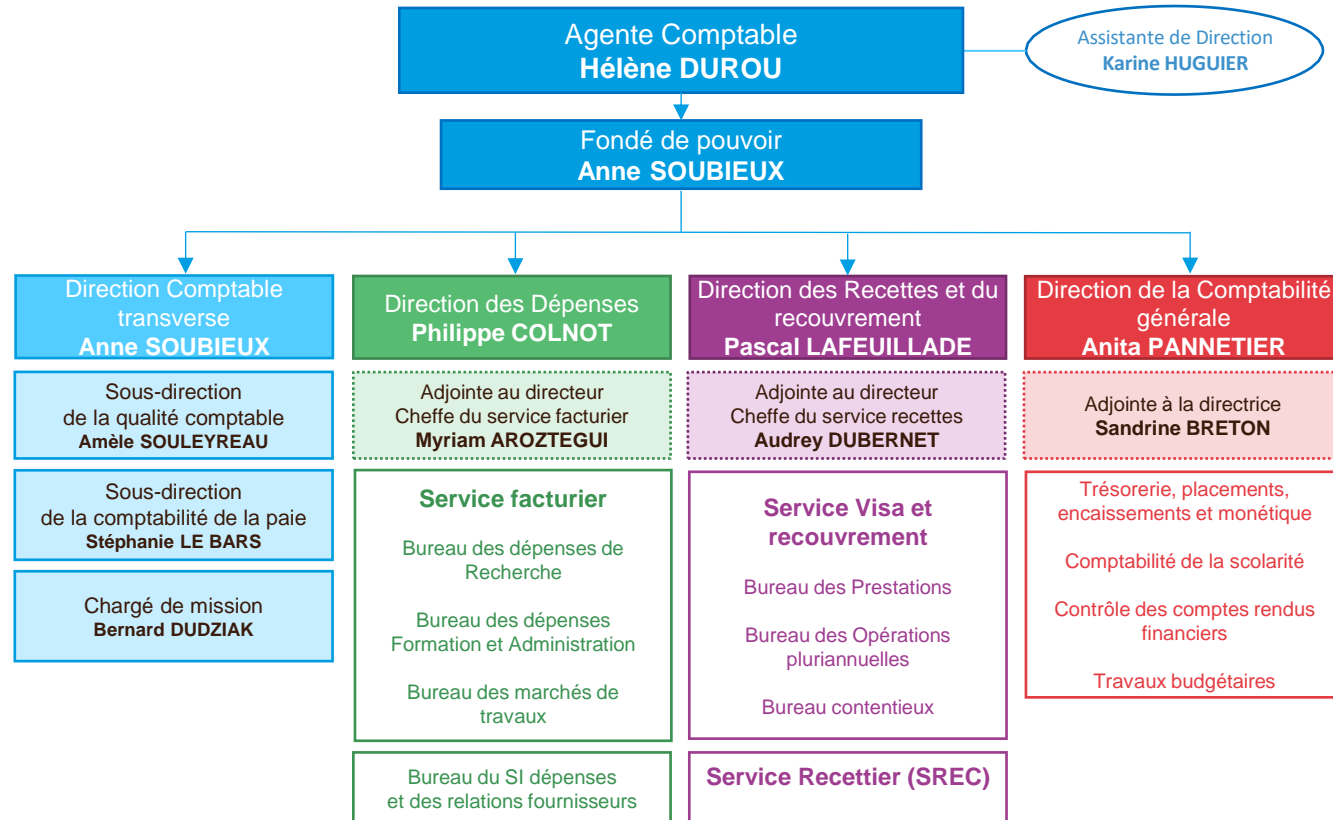 Agente Comptable
Hélène DUROU
Assistante de Direction
Karine HUGUIER
Fondé de pouvoir
Anne SOUBIEUX
Direction Comptable
transverse
Anne SOUBIEUX
Sous-direction
de la qualité comptable
Amèle SOULEYREAU
Sous-direction
de la comptabilité de la paie
Stéphanie LE BARS
Chargé de mission
Bernard DUDZIAK
Direction des Dépenses
Philippe COLNOT
Adjointe au directeur
Cheffe du service facturier
Myriam AROZTEGUI
Service facturier
Bureau des dépenses de
Recherche
Bureau des dépenses
Formation et Administration
Bureau des marchés de
travaux
Bureau du SI dépenses
et des relations fournisseurs
Direction des Recettes et du
recouvrement
Pascal LAFEUILLADE
Adjointe au directeur
Cheffe du service recettes
Audrey DUBERNET
Service Visa et
recouvrement
Bureau des Prestations
Bureau des Opérations
pluriannuelles
Bureau contentieux
Service Recettier (SREC)
Direction de la Comptabilité
générale
Anita PANNETIER
Adjointe à la directrice
Sandrine BRETON
Trésorerie, placements,
encaissements et monétique
Comptabilité de la scolarité
Contrôle des comptes rendus
financiers
Travaux budgétaires